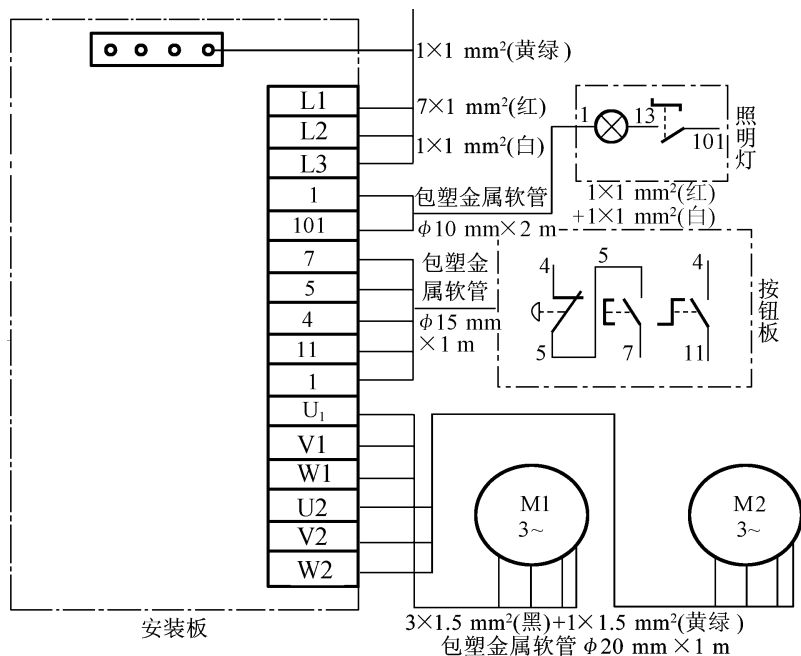 1×1 mm²(黄绿)
L1
7×1 mm²(红)
L2
1×1 mm²(白)
L3
1
13
101
照明灯
1×1 mm²(红)
+1×1 mm²(白)
1
包塑金属软管
101
φ10 mm×2 m
7
包塑金
5
属软管
4
φ15 mm
11
×1 m
1
4
5
4
5
7
11
按钮板
U₁
V1
W1
U2
V2
W2
M1
3~
M2
3~
3×1.5 mm²(黑)+1×1.5 mm²(黄绿)
包塑金属软管 φ20 mm×1 m
安装板